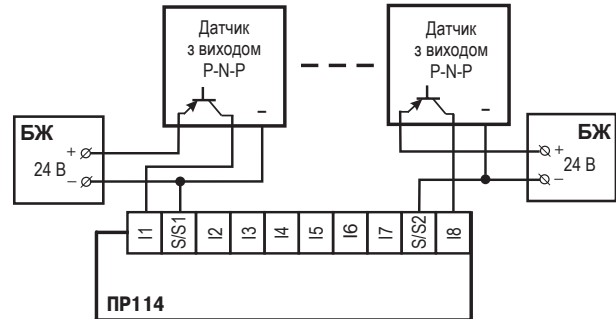 Датчик
з виходом
P-N-P
–
Датчик
з виходом
P-N-P
–
БЖ
+
24 В
–
БЖ
+
24 В
–
I1
S/S1
I2
I3
I4
I5
I6
I7
S/S2
I8
ПР114